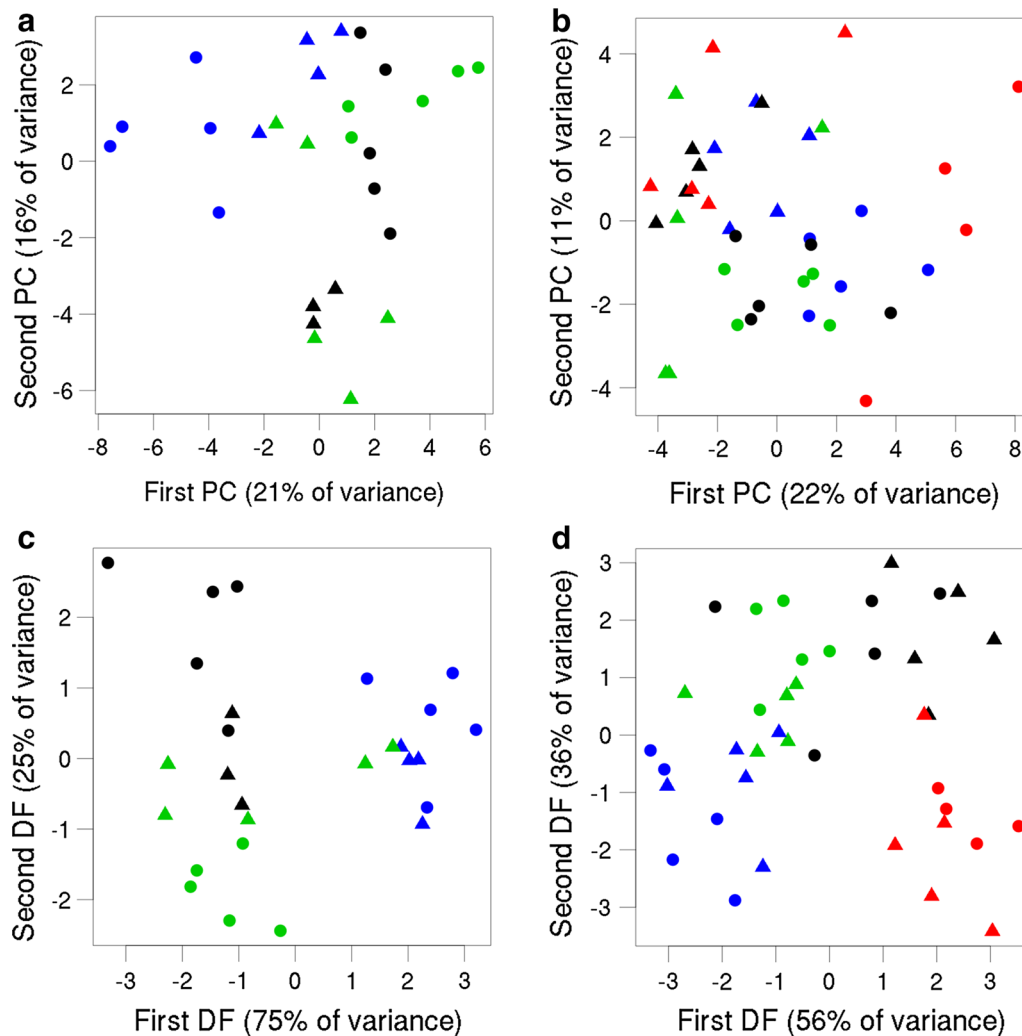 a
Second PC (16% of variance)
2
0
-2
-4
-6
-8 -6 -4 -2 0 2 4 6
First PC (21% of variance)
b
Second PC (11% of variance)
4
2
0
-2
-4
-4 -2 0 2 4 6 8
First PC (22% of variance)
c
Second DF (25% of variance)
2
1
0
-1
-2
-3 -2 -1 0 1 2 3
First DF (75% of variance)
d
Second DF (36% of variance)
3
2
1
0
-1
-2
-3
-3 -2 -1 0 1 2 3
First DF (56% of variance)